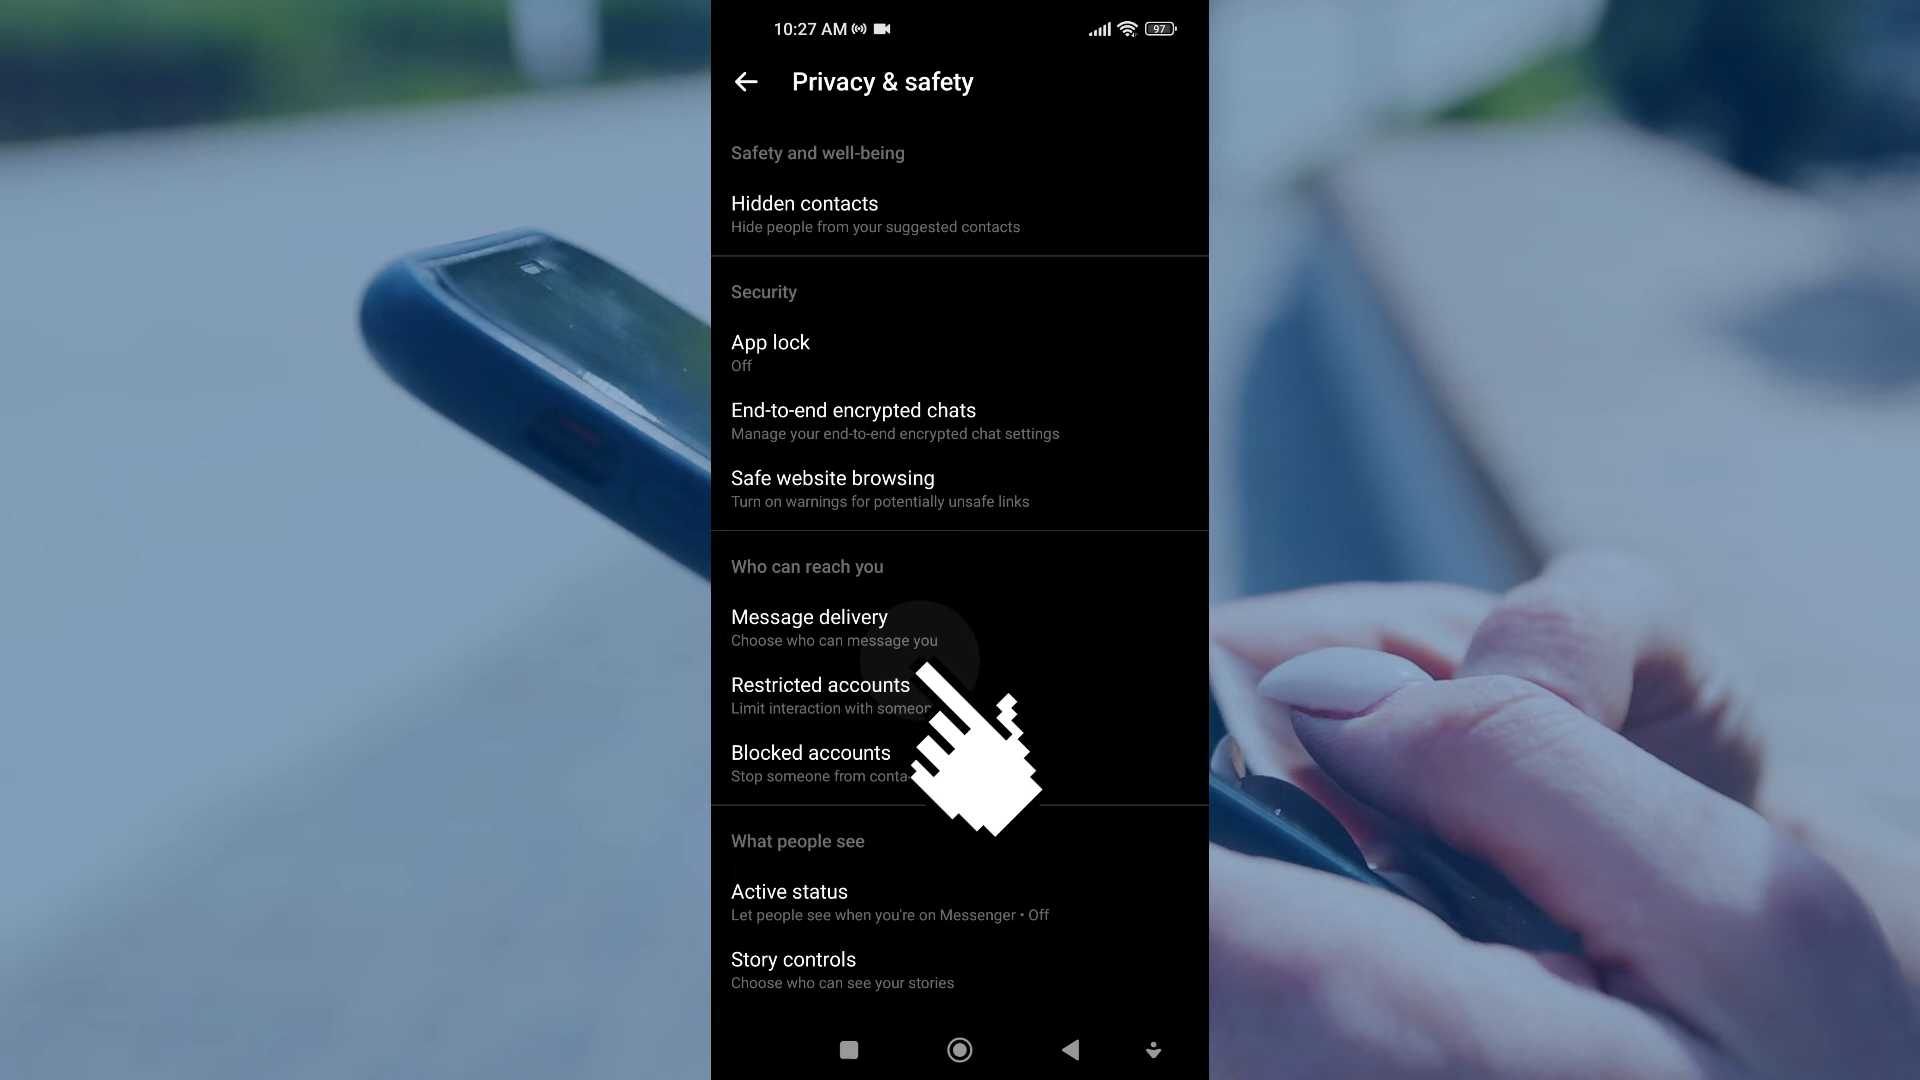 10:27 AM
97
Privacy & safety
Safety and well-being
Hidden contacts
Hide people from your suggested contacts
Security
App lock
Off
End-to-end encrypted chats
Manage your end-to-end encrypted chat settings
Safe website browsing
Turn on warnings for potentially unsafe links
Who can reach you
Message delivery
Choose who can message you
Restricted accounts
Limit interaction with
Blocked accounts
Stop someone from
What people see
Active status
Let people see when you're on Messenger • Off
Story controls
Choose who can see your stories